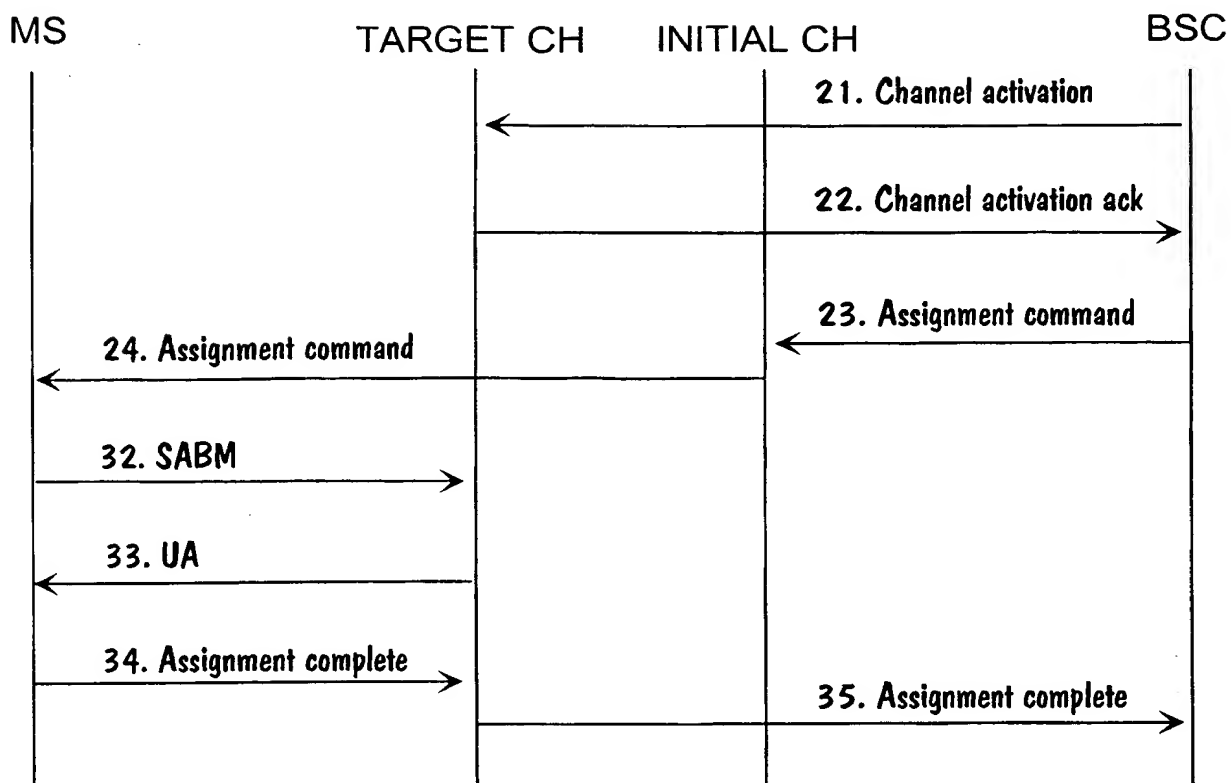 MS TARGET CH INITIAL CH BSC
21. Channel activation
22. Channel activation ack
23. Assignment command
24. Assignment command
32. SABM
33. UA
34. Assignment complete
35. Assignment complete